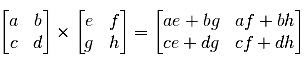 [a b; c d] × [e f; g h] = [ae + bg af + bh; ce + dg cf + dh]